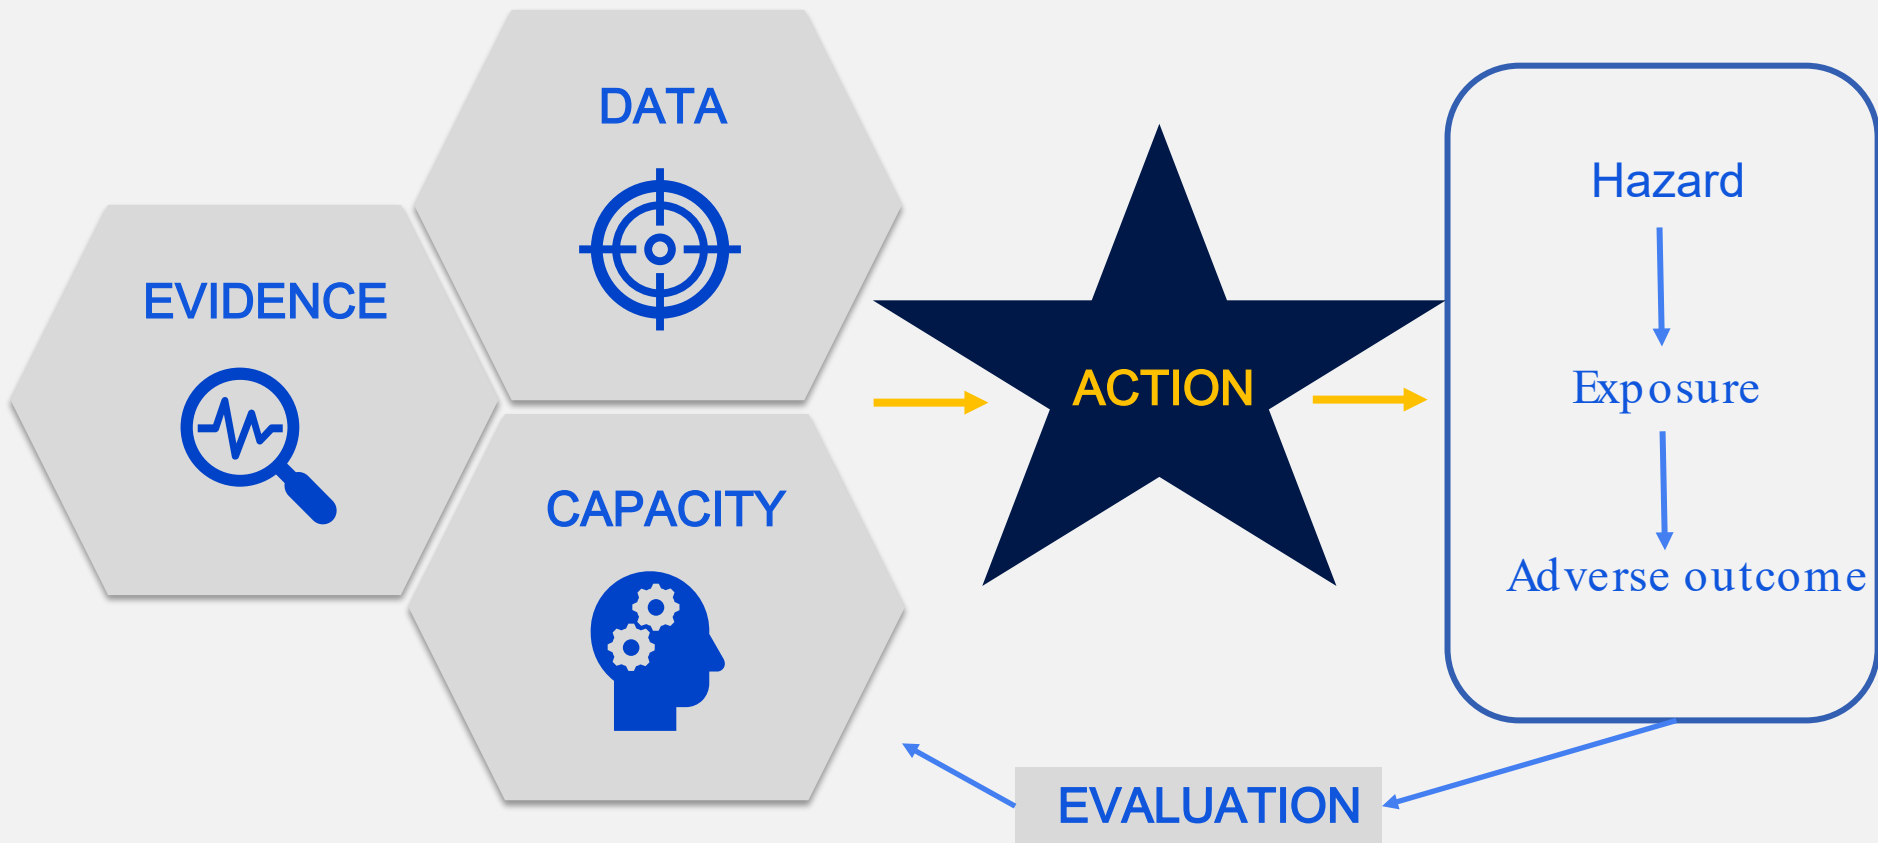 DATA
EVIDENCE
CAPACITY
ACTION
Hazard
Exposure
Adverse outcome
EVALUATION